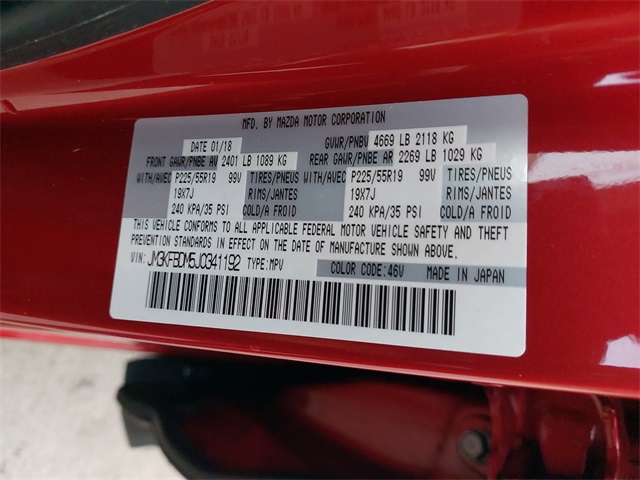 MFD. BY MAZDA MOTOR CORPORATION
DATE 01/18 GVWR/PNBV 4669 LB 2118 KG
FRONT GAWR/PNBE AV 2401 LB 1089 KG REAR GAWR/PNBE AR 2269 LB 1029 KG
WITH/AVEC P225/55R19 99V TIRES/PNEUS WITH/AVEC P225/55R19 99V TIRES/PNEUS
19X7J RIMS/JANTES 19X7J RIMS/JANTES
240 KPA/35 PSI COLD/A FROID 240 KPA/35 PSI COLD/A FROID
THIS VEHICLE CONFORMS TO ALL APPLICABLE FEDERAL MOTOR VEHICLE SAFETY AND THEFT
PREVENTION STANDARDS IN EFFECT ON THE DATE OF MANUFACTURE SHOWN ABOVE.
VIN: JM3KFBDM5J0341192 TYPE:MPV COLOR CODE:46V MADE IN JAPAN